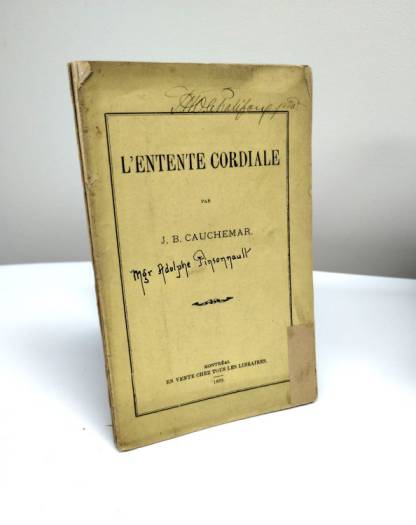 L'ENTENTE CORDIALE
PAR
J. B. CAUCHEMAR.
Mgr Adolphe Pinsonnault
MONTRÉAL
EN VENTE CHEZ TOUS LES LIBRAIRES.